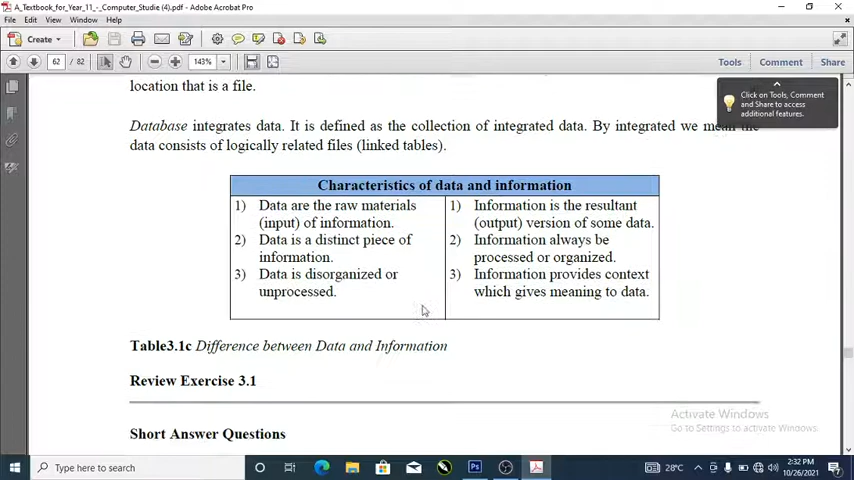 A_Textbook_for_Year_11_-_Computer_Studie (4).pdf - Adobe Acrobat Pro
File Edit View Window Help
Create
62 / 82 143% Tools Comment Share
location that is a file.
Click on Tools, Comment
and Share to access
additional features.
Database integrates data. It is defined as the collection of integrated data. By integrated we mean the
data consists of logically related files (linked tables).
Characteristics of data and information
1) Data are the raw materials
(input) of information.
2) Data is a distinct piece of
information.
3) Data is disorganized or
unprocessed.
1) Information is the resultant
(output) version of some data.
2) Information always be
processed or organized.
3) Information provides context
which gives meaning to data.
Table3.1c Difference between Data and Information
Review Exercise 3.1
Activate Windows
Go to Settings to activate Windows.
Short Answer Questions
Type here to search
Ps
28°C
2:32 PM
10/26/2021